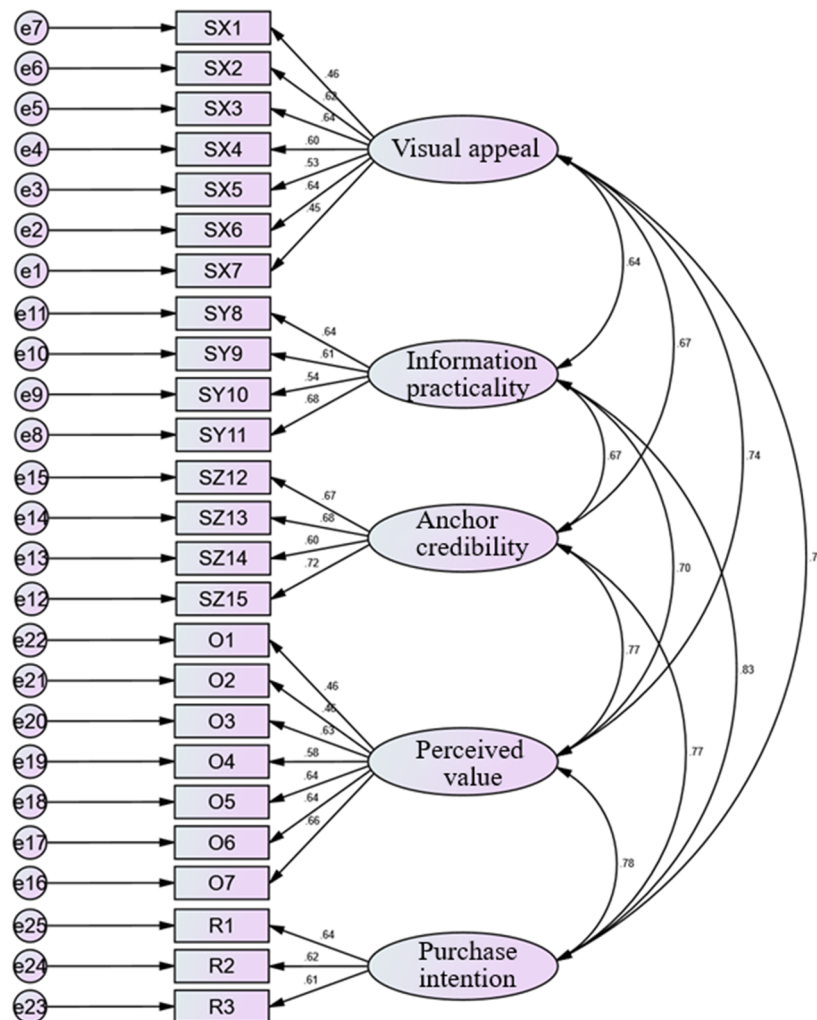 e7 SX1
.46
e6 SX2
.62
e5 SX3
.64
e4 SX4 .60 Visual appeal
.53
e3 SX5
.64
e2 SX6
.45
e1 SX7
.64
e11 SY8
.64
e10 SY9
.61
Information
practicality
.67
e9 SY10
.54
.68
e8 SY11
.67
.74
e15 SZ12
.67
e14 SZ13
.68
Anchor
credibility
e13 SZ14
.60
.72
.70
e12 SZ15
e22 O1
.77
.83
e21 O2
.46
.46
e20 O3
.63
e19 O4
.58
Perceived
value
.77
e18 O5
.64
e17 O6
.64
.66
e16 O7
.78
e25 R1
.64
e24 R2
.62
Purchase
intention
e23 R3
.61